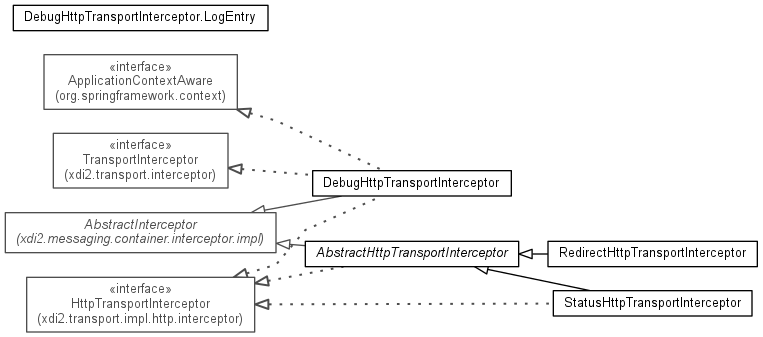 DebugHttpTransportInterceptor.LogEntry
«interface»
ApplicationContextAware
(org.springframework.context)
«interface»
TransportInterceptor
(xdi2.transport.interceptor)
DebugHttpTransportInterceptor
AbstractInterceptor
(xdi2.messaging.container.interceptor.impl)
AbstractHttpTransportInterceptor
RedirectHttpTransportInterceptor
«interface»
HttpTransportInterceptor
(xdi2.transport.impl.http.interceptor)
StatusHttpTransportInterceptor